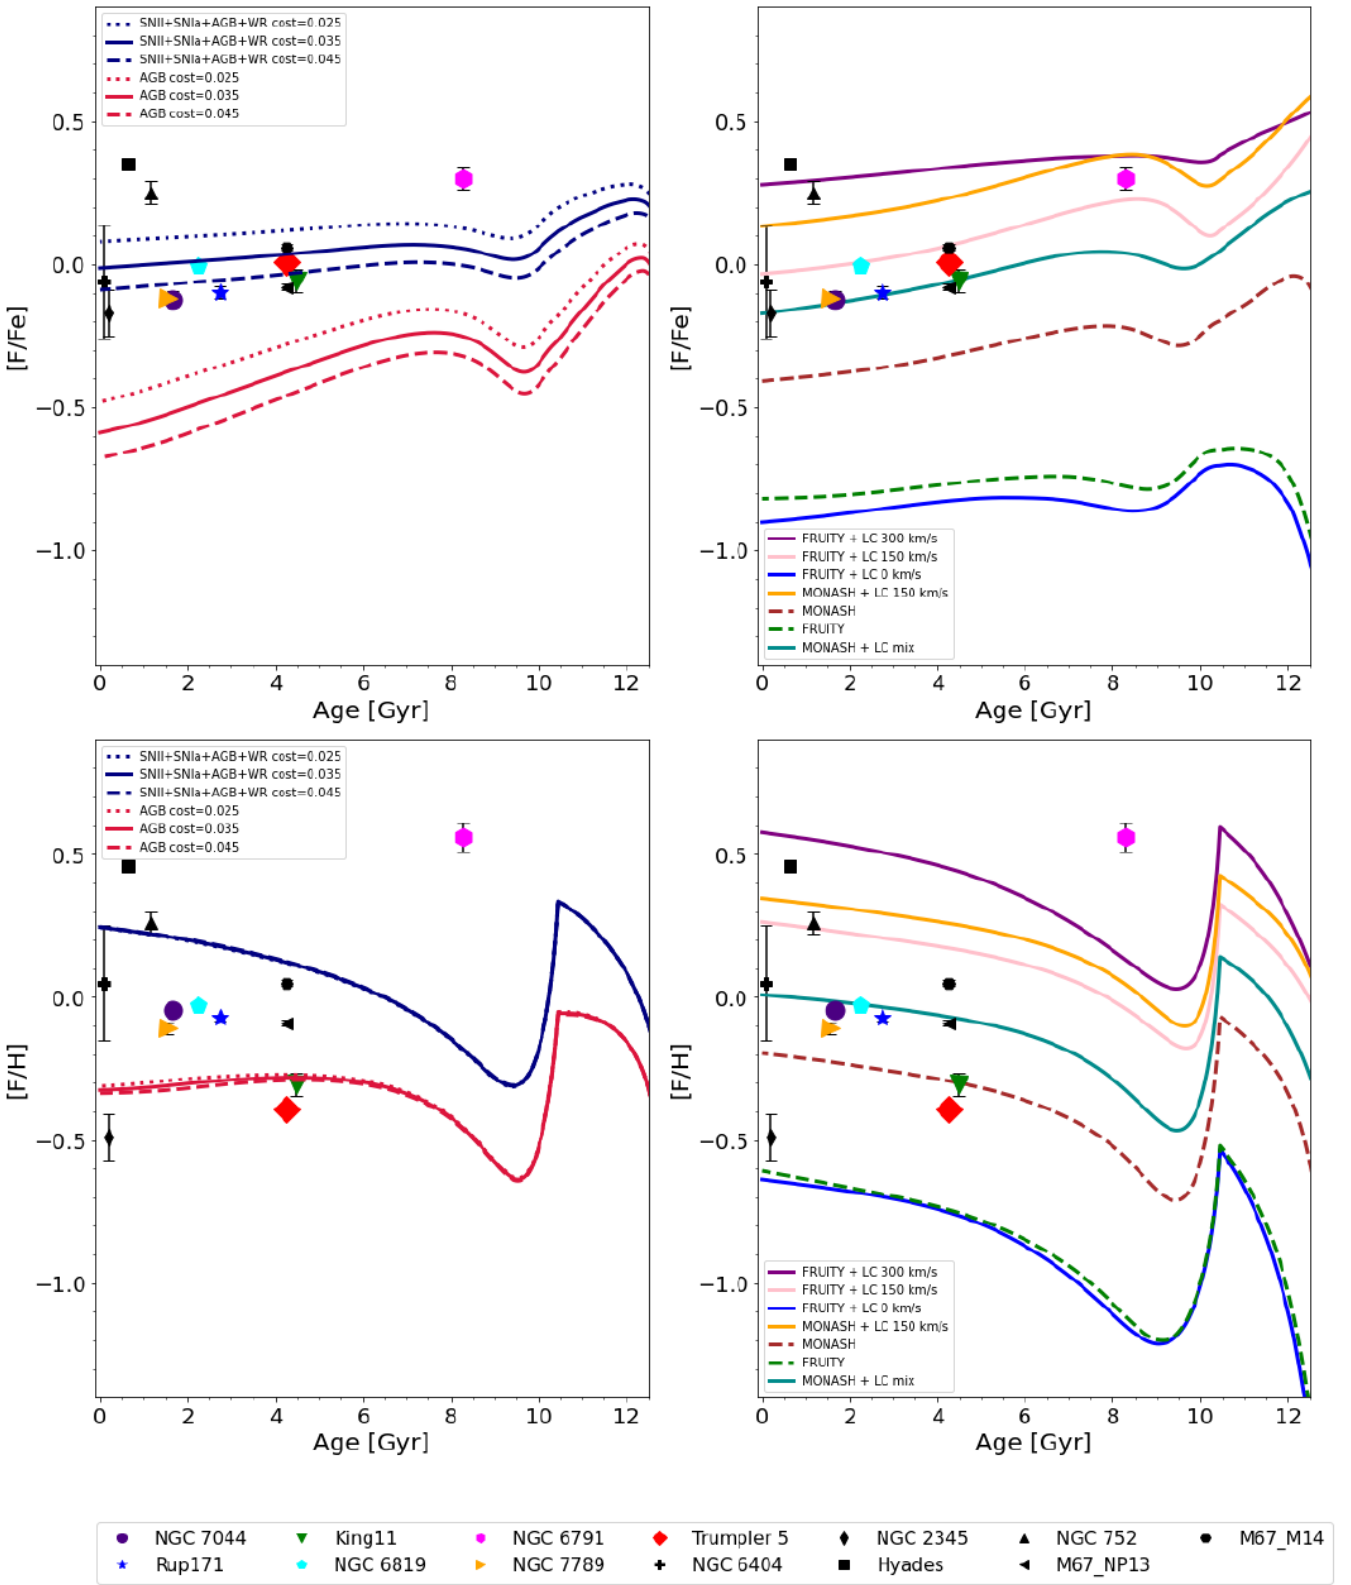 SNII+SNIa+AGB+WR cost=0.025
SNII+SNIa+AGB+WR cost=0.035
SNII+SNIa+AGB+WR cost=0.045
AGB cost=0.025
AGB cost=0.035
AGB cost=0.045
0.5
0.0
−0.5
−1.0
[F/Fe]
0 2 4 6 8 10 12
Age [Gyr]
0.5
0.0
−0.5
−1.0
[F/Fe]
FRUITY + LC 300 km/s
FRUITY + LC 150 km/s
FRUITY + LC 0 km/s
MONASH + LC 150 km/s
MONASH
FRUITY
MONASH + LC mix
0 2 4 6 8 10 12
Age [Gyr]
SNII+SNIa+AGB+WR cost=0.025
SNII+SNIa+AGB+WR cost=0.035
SNII+SNIa+AGB+WR cost=0.045
AGB cost=0.025
AGB cost=0.035
AGB cost=0.045
0.5
0.0
−0.5
−1.0
[F/H]
0 2 4 6 8 10 12
Age [Gyr]
0.5
0.0
−0.5
−1.0
[F/H]
FRUITY + LC 300 km/s
FRUITY + LC 150 km/s
FRUITY + LC 0 km/s
MONASH + LC 150 km/s
MONASH
FRUITY
MONASH + LC mix
0 2 4 6 8 10 12
Age [Gyr]
NGC 7044 King11 NGC 6791 Trumpler 5 NGC 2345 NGC 752 M67_M14
Rup171 NGC 6819 NGC 7789 NGC 6404 Hyades M67_NP13